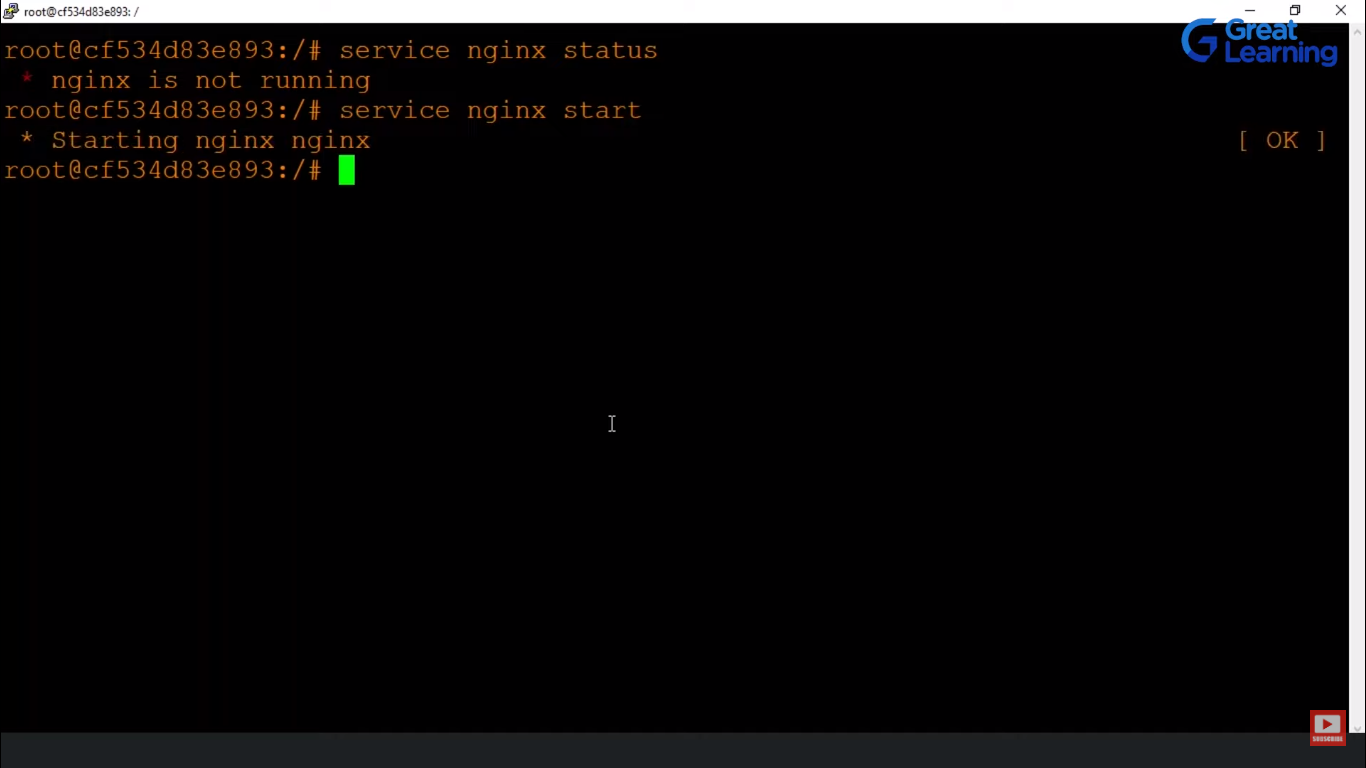 root@cf534d83e893: /
Great
Learning
root@cf534d83e893:/# service nginx status
* nginx is not running
root@cf534d83e893:/# service nginx start
* Starting nginx nginx [ OK ]
root@cf534d83e893:/#
SUBSCRIBE